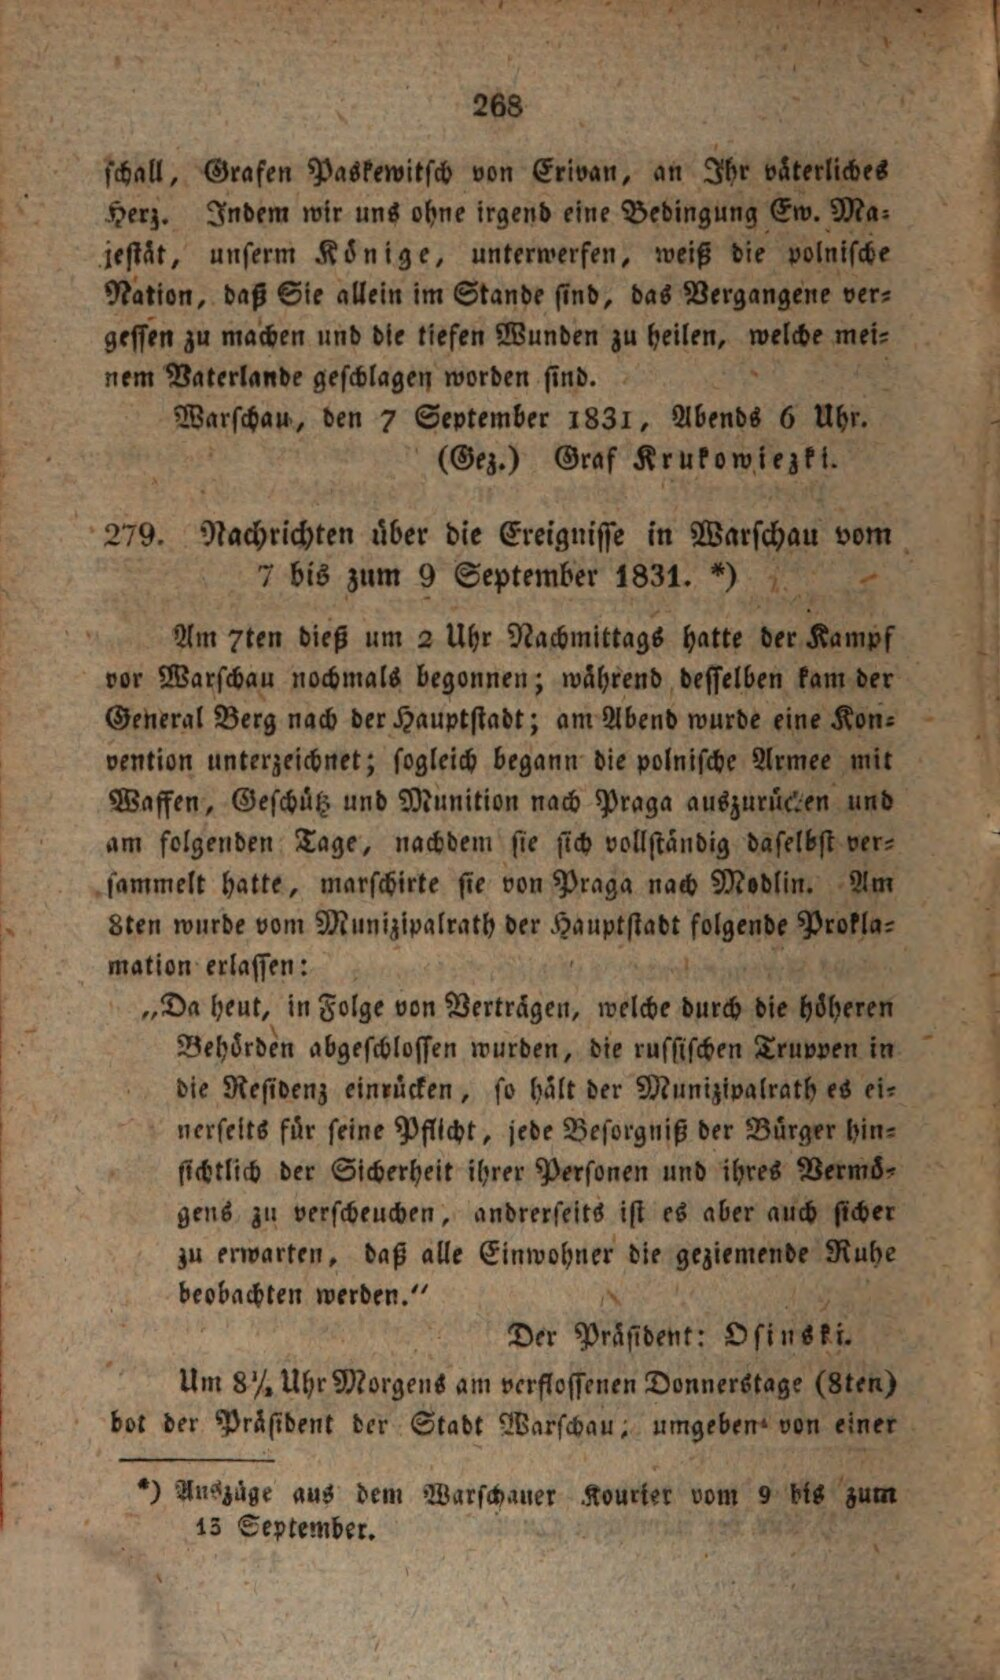 268
schall, Grafen Paskewitsch von Erivan, an Ihr väterliches
Herz. Indem wir uns ohne irgend eine Bedingung Ew. Ma-
jestät, unserm Könige, unterwerfen, weiß die polnische
Nation, daß Sie allein im Stande sind, das Vergangene ver-
gessen zu machen und die tiefen Wunden zu heilen, welche mei-
nem Vaterlande geschlagen worden sind.
Warschau, den 7 September 1831, Abends 6 Uhr.
(Gez.) Graf Krukowiezki.
279. Nachrichten über die Ereignisse in Warschau vom
7 bis zum 9 September 1831. *)
Am 7ten dieß um 2 Uhr Nachmittags hatte der Kampf
vor Warschau nochmals begonnen; während desselben kam der
General Berg nach der Hauptstadt; am Abend wurde eine Kon-
vention unterzeichnet; sogleich begann die polnische Armee mit
Waffen, Geschütz und Munition nach Praga auszurücken und
am folgenden Tage, nachdem sie sich vollständig daselbst ver-
sammelt hatte, marschirte sie von Praga nach Modlin. Am
8ten wurde vom Munizipalrath der Hauptstadt folgende Prokla-
mation erlassen:
„Da heut, in Folge von Verträgen, welche durch die höheren
Behörden abgeschlossen wurden, die russischen Truppen in
die Residenz einrücken, so hält der Munizipalrath es ei-
nerseits für seine Pflicht, jede Besorgniß der Bürger hin-
sichtlich der Sicherheit ihrer Personen und ihres Vermö-
gens zu verscheuchen, andrerseits ist es aber auch sicher
zu erwarten, daß alle Einwohner die geziemende Ruhe
beobachten werden."
Der Präsident: Osinski.
Um 8½ Uhr Morgens am verflossenen Donnerstage (8ten)
bot der Präsident der Stadt Warschau, umgeben von einer
*) Auszüge aus dem Warschauer Kourier vom 9 bis zum
13 September.